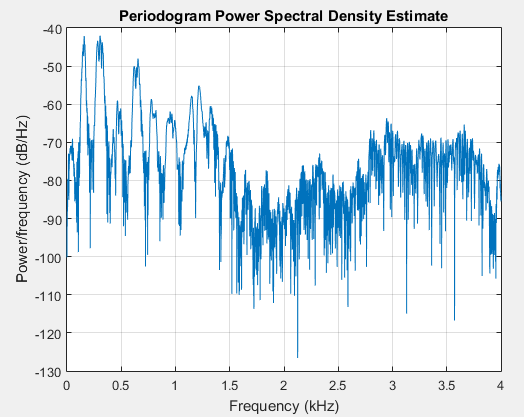 Periodogram Power Spectral Density Estimate
-40
-50
-60
-70
-80
-90
-100
-110
-120
-130
Power/frequency (dB/Hz)
0 0.5 1 1.5 2 2.5 3 3.5 4
Frequency (kHz)